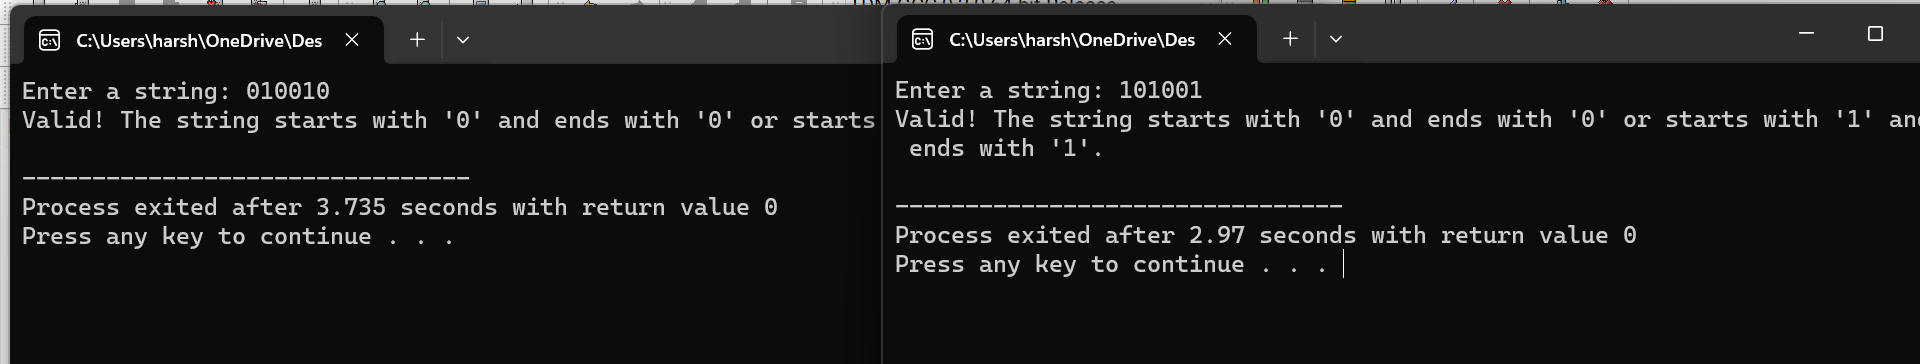 C:\Users\harsh\OneDrive\Des
Enter a string: 010010
Valid! The string starts with '0' and ends with '0' or starts
--------------------------------
Process exited after 3.735 seconds with return value 0
Press any key to continue . . .
C:\Users\harsh\OneDrive\Des
Enter a string: 101001
Valid! The string starts with '0' and ends with '0' or starts with '1' an
ends with '1'.
--------------------------------
Process exited after 2.97 seconds with return value 0
Press any key to continue . . .